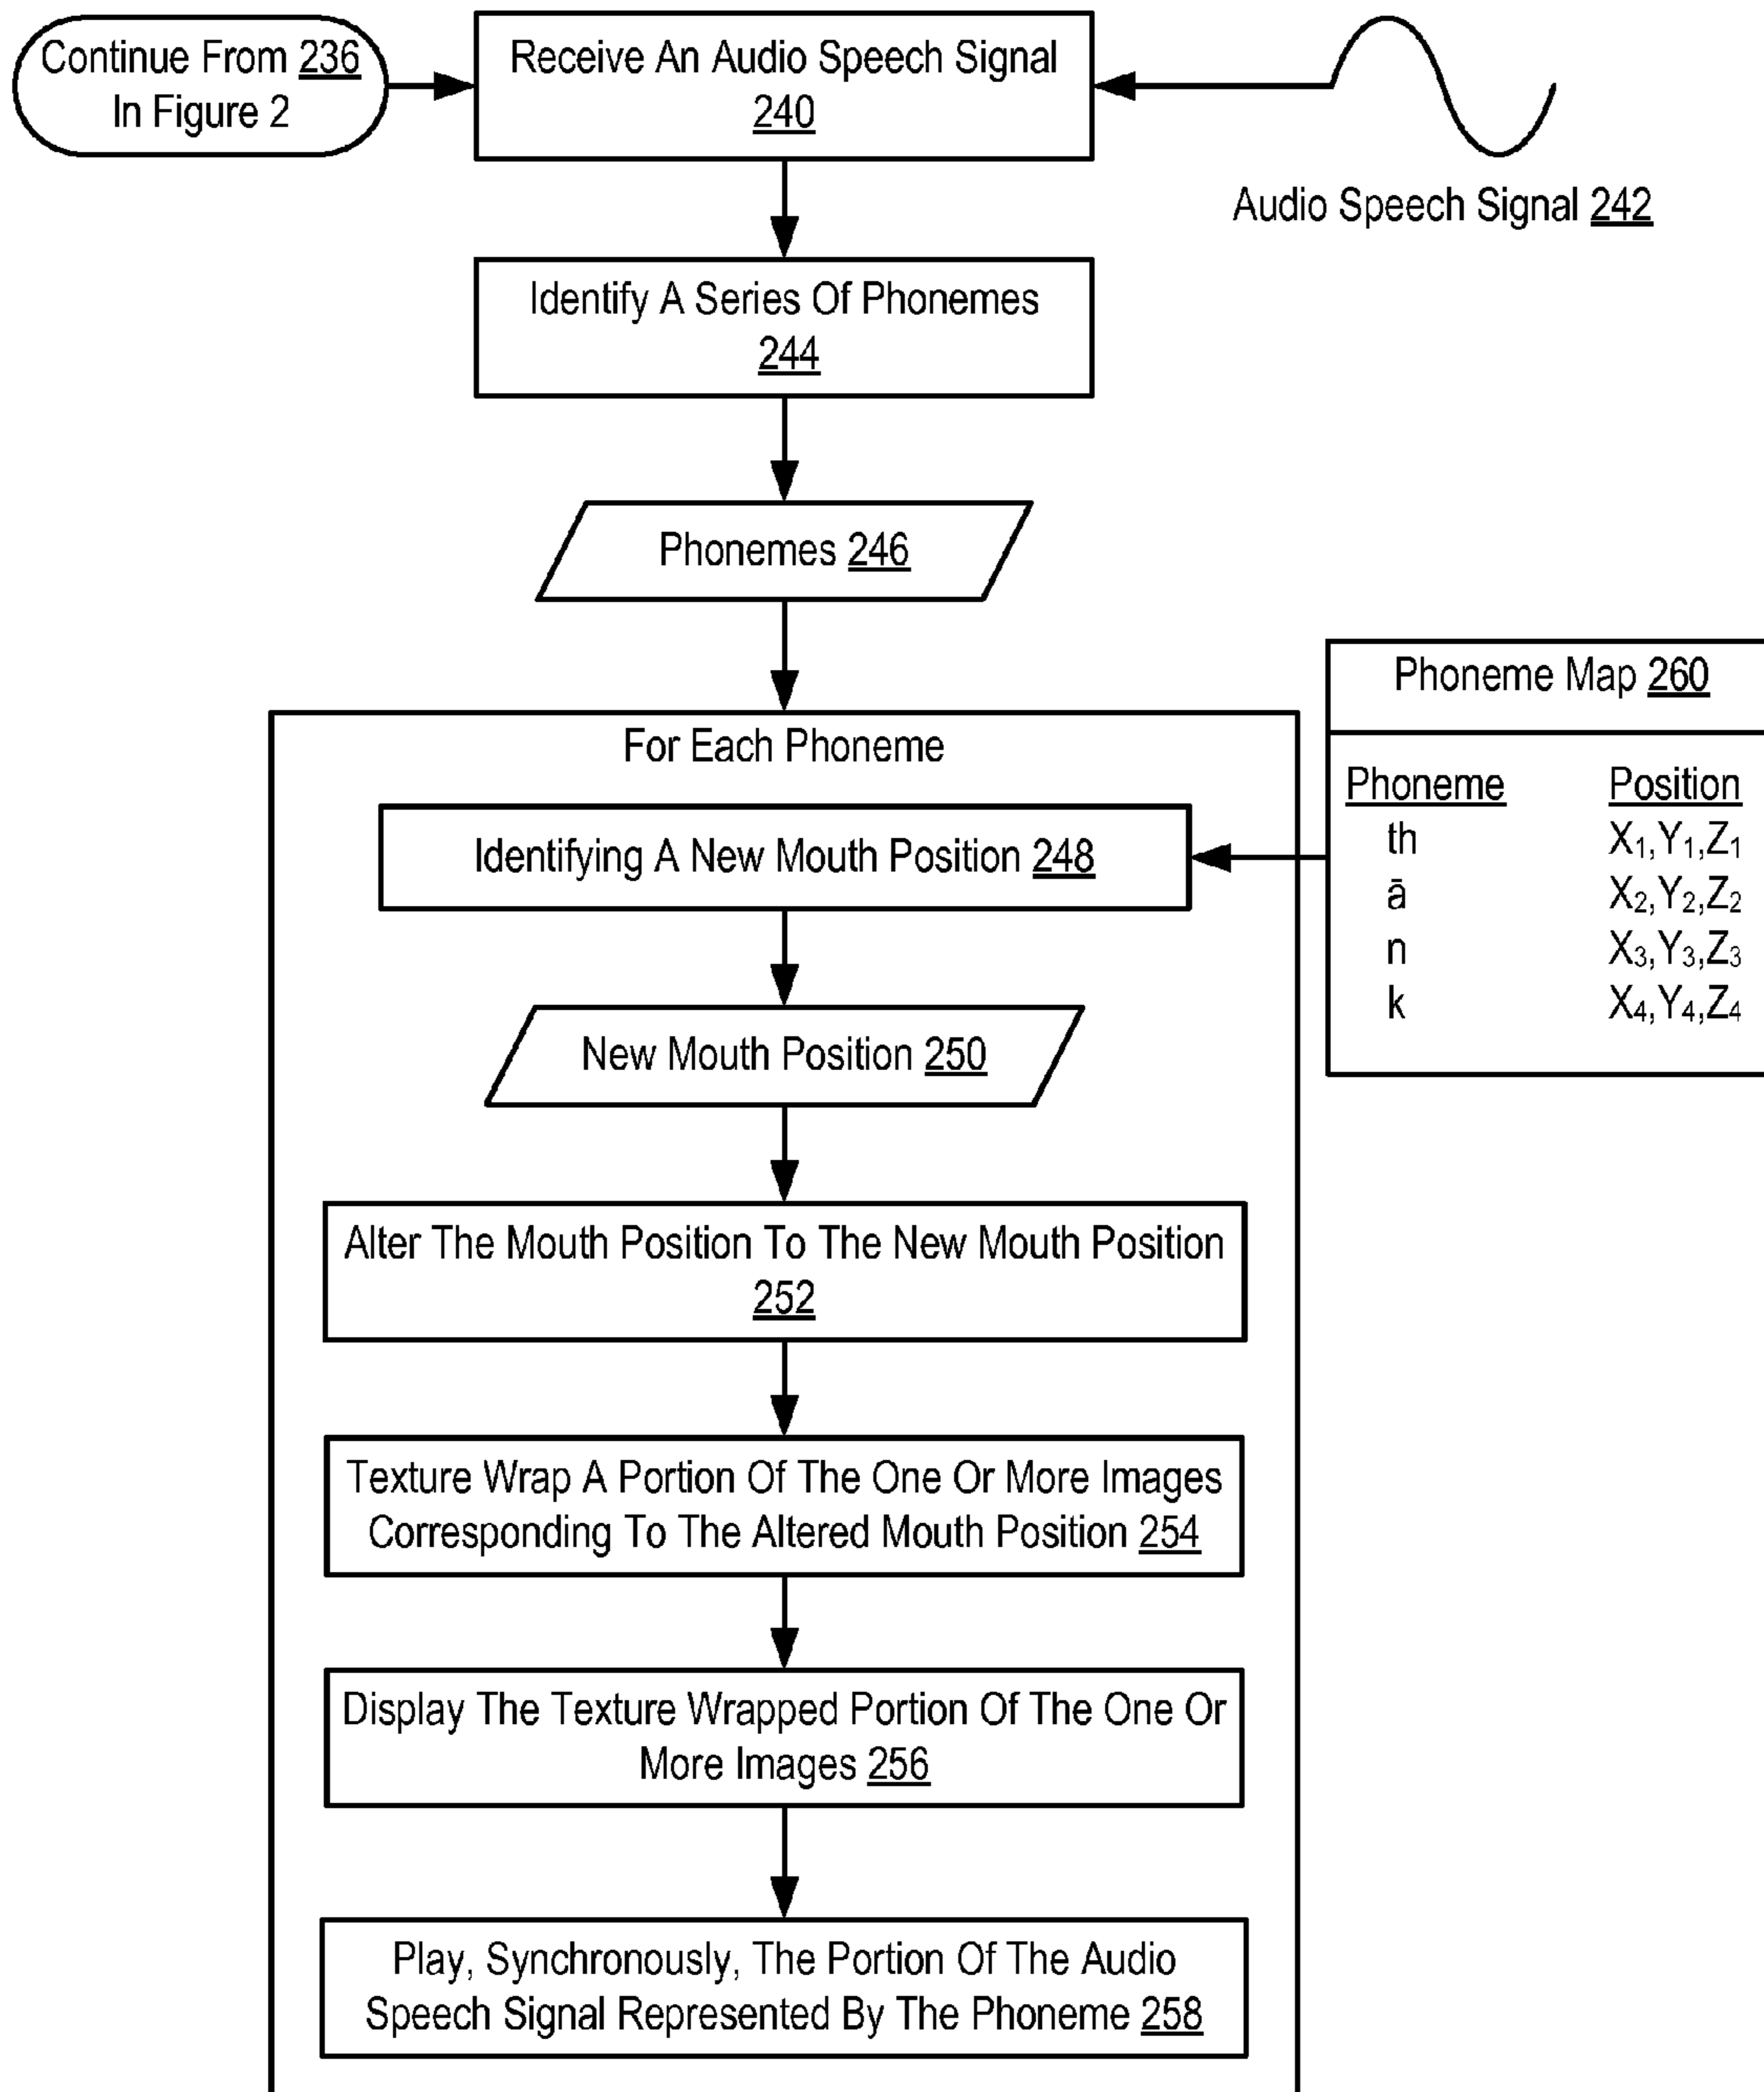 Continue From 236
In Figure 2
Receive An Audio Speech Signal
240
Audio Speech Signal 242
Identify A Series Of Phonemes
244
Phonemes 246
Phoneme Map 260
Phoneme Position
th X₁,Y₁,Z₁
ā X₂,Y₂,Z₂
n X₃,Y₃,Z₃
k X₄,Y₄,Z₄
For Each Phoneme
Identifying A New Mouth Position 248
New Mouth Position 250
Alter The Mouth Position To The New Mouth Position
252
Texture Wrap A Portion Of The One Or More Images
Corresponding To The Altered Mouth Position 254
Display The Texture Wrapped Portion Of The One Or
More Images 256
Play, Synchronously, The Portion Of The Audio
Speech Signal Represented By The Phoneme 258